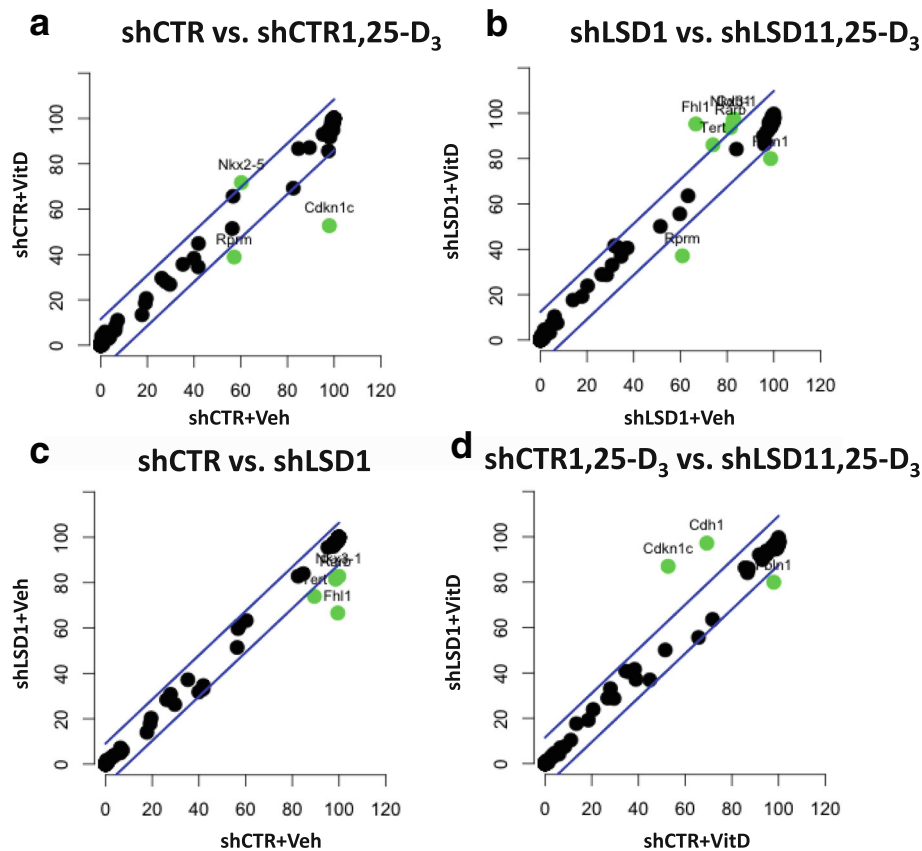 a
shCTR vs. shCTR1,25-D3
shCTR+VitD
0 20 40 60 80 100
Nkx2-5
Cdkn1c
Rprm
0 20 40 60 80 100 120
shCTR+Veh
b
shLSD1 vs. shLSD11,25-D3
shLSD1+VitD
0 20 40 60 80 100
Fhl1
Rarb
Tert
Rprm
0 20 40 60 80 100 120
shLSD1+Veh
c
shCTR vs. shLSD1
shLSD1+Veh
0 20 40 60 80 100
Nkx3-1
Tert
Fhl1
0 20 40 60 80 100 120
shCTR+Veh
d
shCTR1,25-D3 vs. shLSD11,25-D3
shLSD1+VitD
0 20 40 60 80 100
Cdh1
Cdkn1c
Fbln1
0 20 40 60 80 100 120
shCTR+VitD